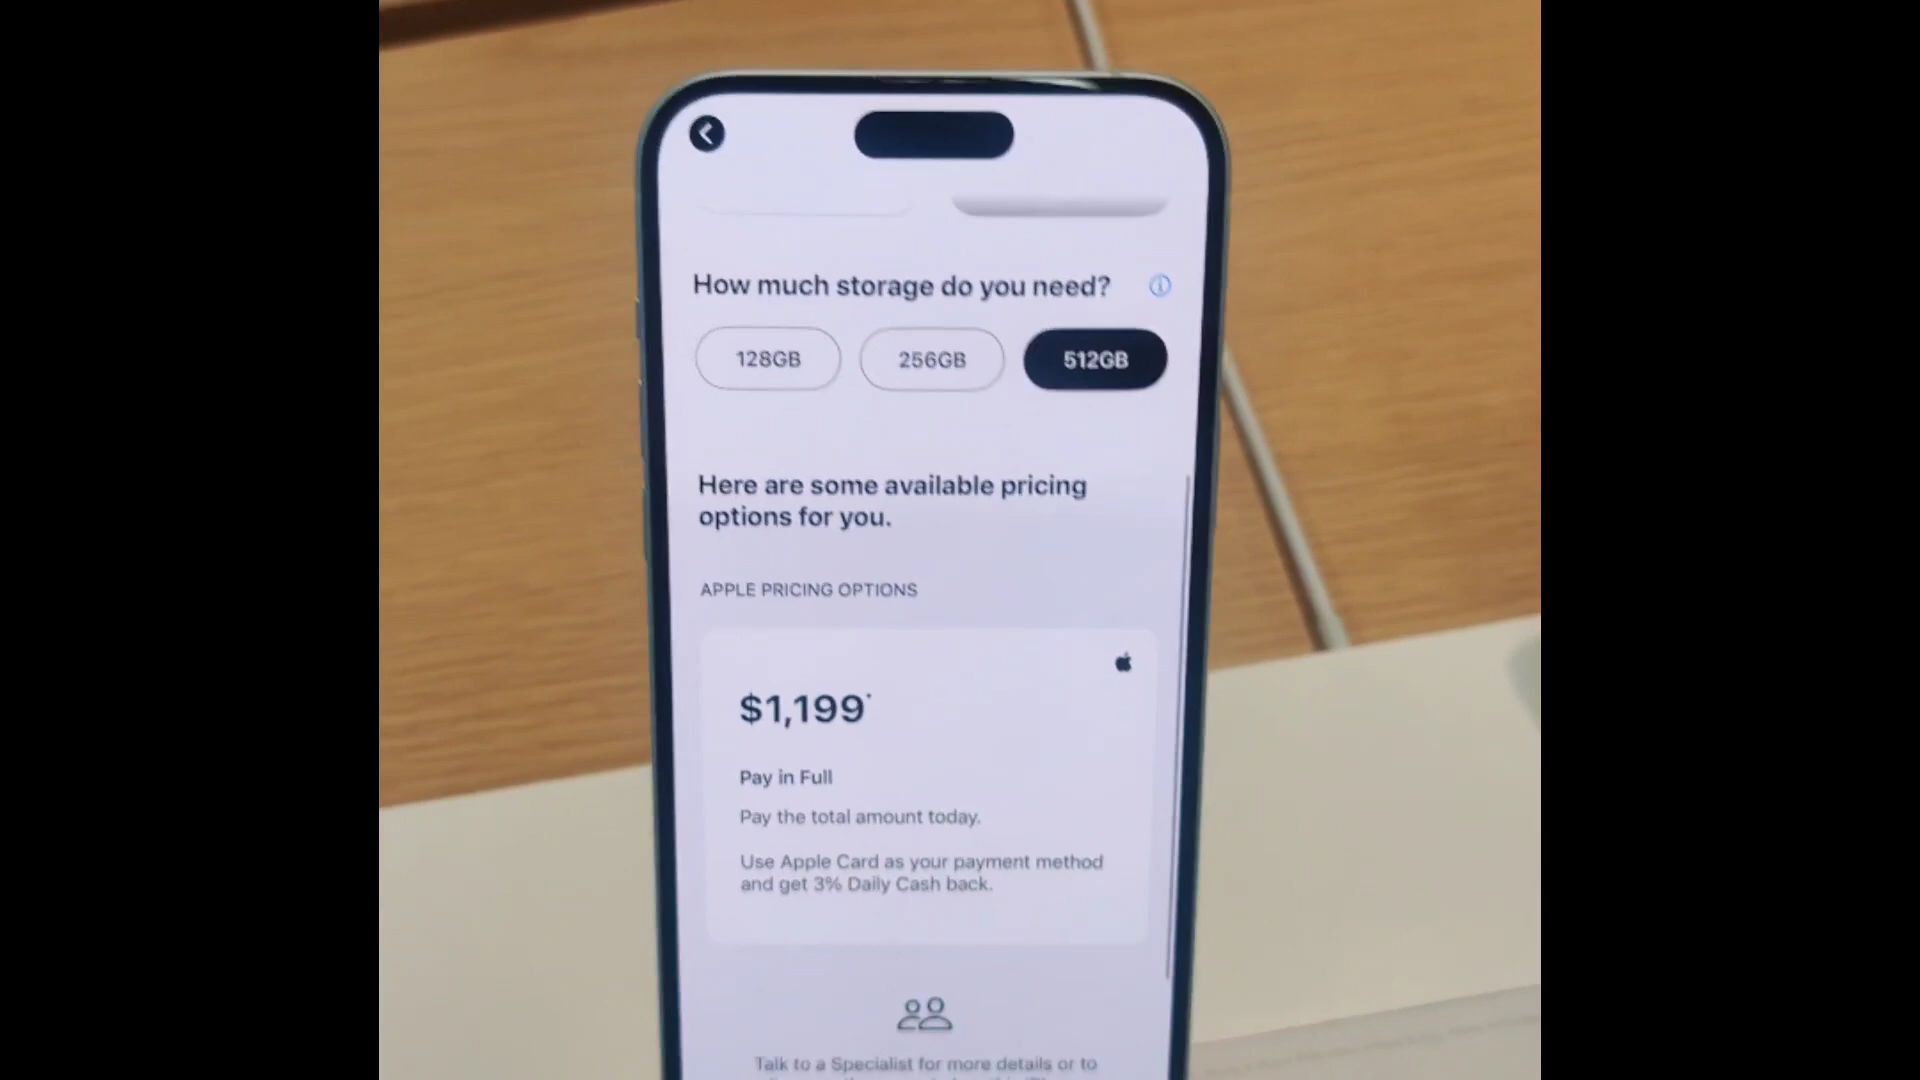 How much storage do you need?
128GB
256GB
512GB
Here are some available pricing
options for you.
APPLE PRICING OPTIONS
$1,199*
Pay in Full
Pay the total amount today.
Use Apple Card as your payment method
and get 3% Daily Cash back.
Talk to a Specialist for more details or to